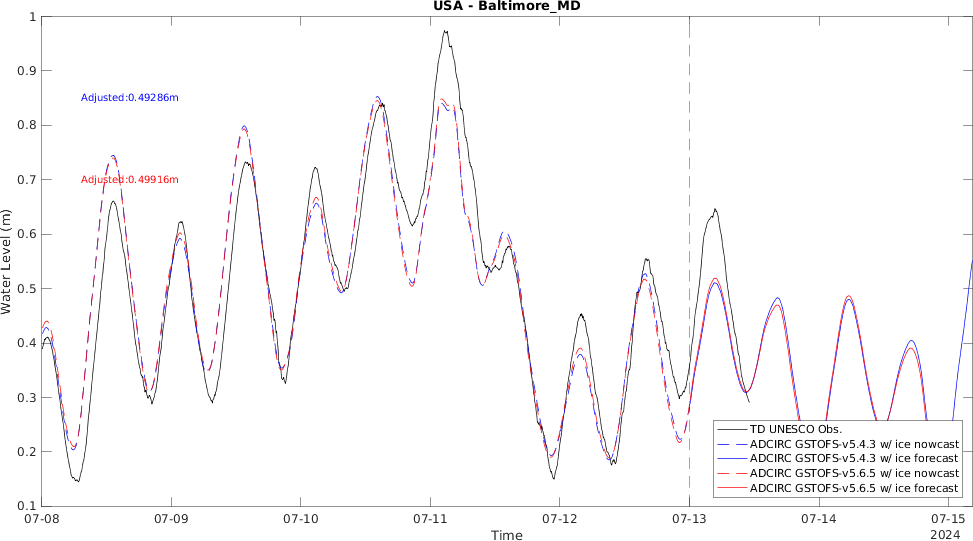 USA - Baltimore_MD
1
0.9
0.8
0.7
0.6
0.5
0.4
0.3
0.2
0.1
Water Level (m)
Adjusted:0.49286m
Adjusted:0.49916m
TD UNESCO Obs.
ADCIRC GSTOFS-v5.4.3 w/ ice nowcast
ADCIRC GSTOFS-v5.4.3 w/ ice forecast
ADCIRC GSTOFS-v5.6.5 w/ ice nowcast
ADCIRC GSTOFS-v5.6.5 w/ ice forecast
07-08 07-09 07-10 07-11 07-12 07-13 07-14 07-15
Time
2024